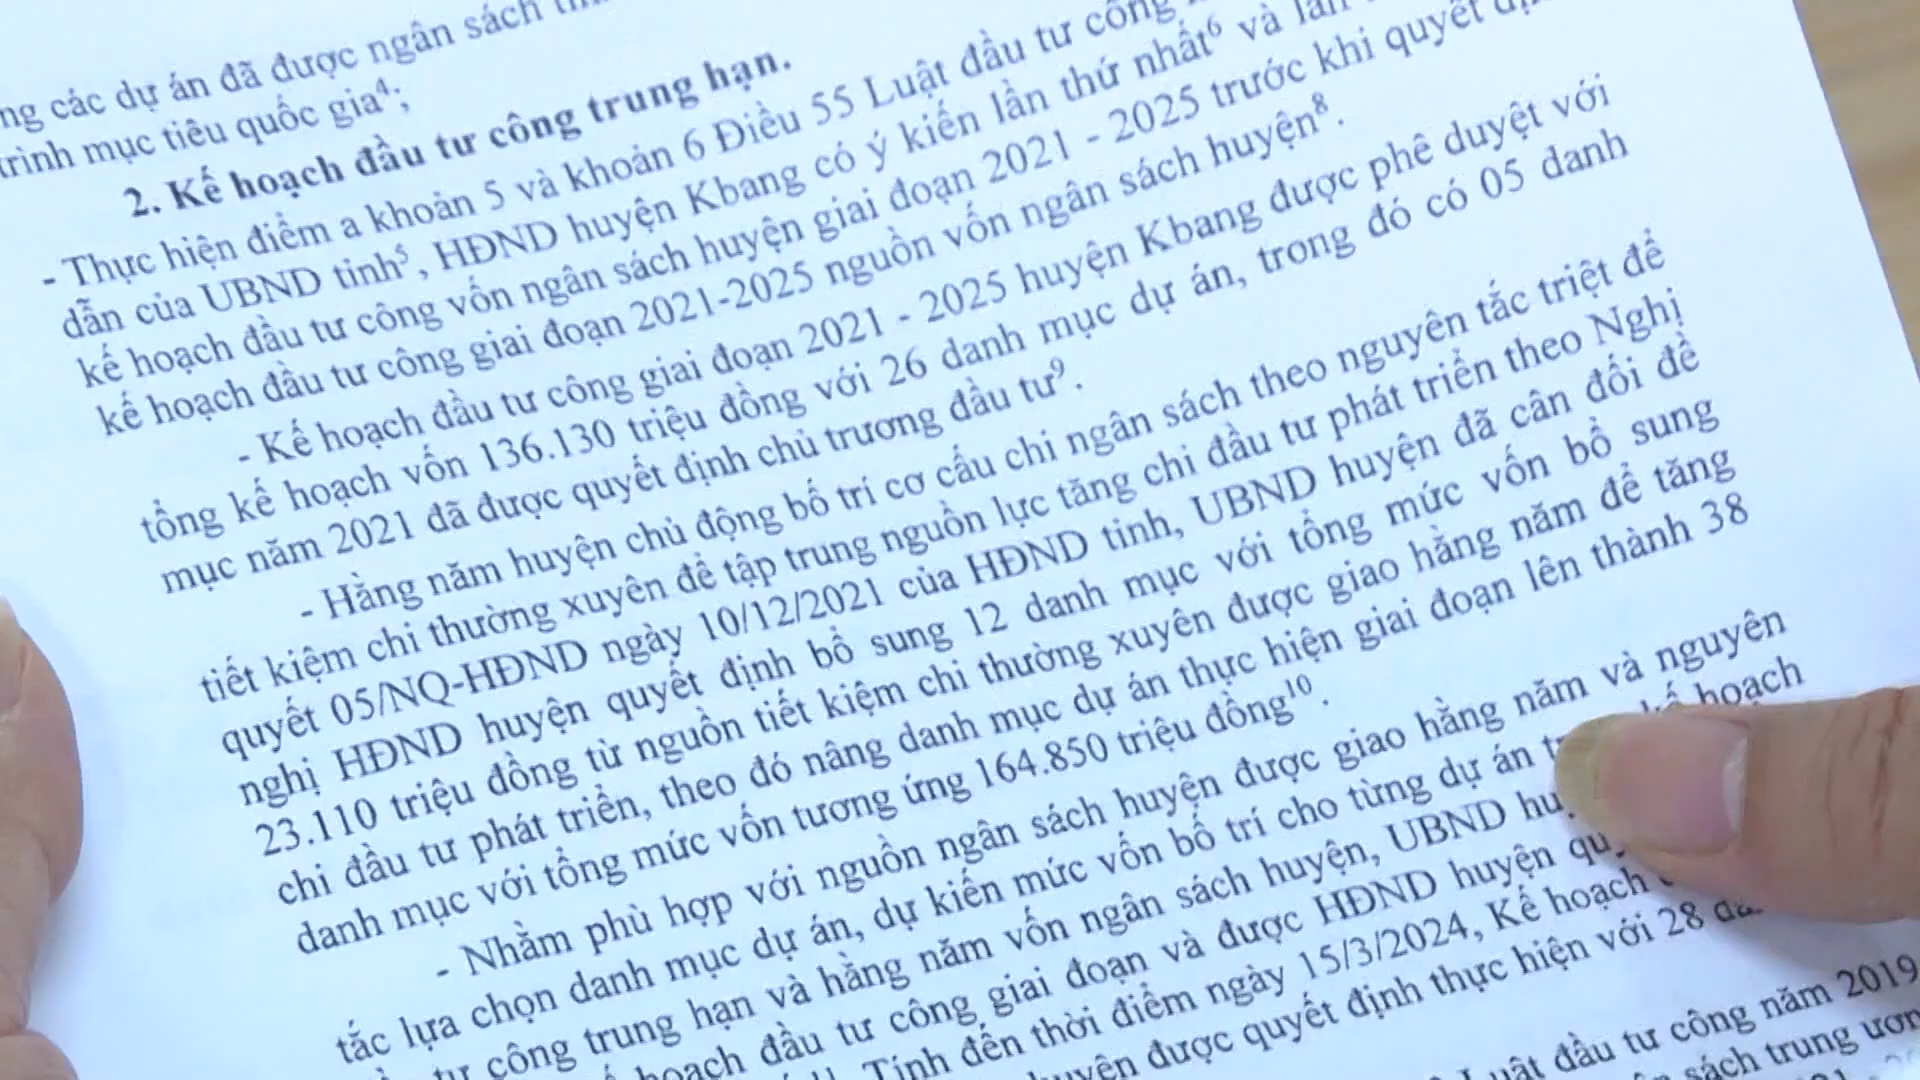 ng các dự án đã được ngân sách
trình mục tiêu quốc gia⁴;
2. Kế hoạch đầu tư công trung hạn.
- Thực hiện điểm a khoản 5 và khoản 6 Điều 55 Luật đầu tư công
dẫn của UBND tỉnh⁵, HĐND huyện Kbang có ý kiến lần thứ nhất⁶ và lần
kế hoạch đầu tư công vốn ngân sách huyện giai đoạn 2021 - 2025 trước khi quyết
kế hoạch đầu tư công giai đoạn 2021-2025 nguồn vốn ngân sách huyện⁸.
- Kế hoạch đầu tư công giai đoạn 2021 - 2025 huyện Kbang được phê duyệt với
tổng kế hoạch vốn 136.130 triệu đồng với 26 danh mục dự án, trong đó có 05 danh
mục năm 2021 đã được quyết định chủ trương đầu tư⁹.
- Hằng năm huyện chủ động bố trí cơ cấu chi ngân sách theo nguyên tắc triệt để
tiết kiệm chi thường xuyên để tập trung nguồn lực tăng chi đầu tư phát triển theo Nghị
quyết 05/NQ-HĐND ngày 10/12/2021 của HĐND tỉnh, UBND huyện đã cân đối đề
nghị HĐND huyện quyết định bổ sung 12 danh mục với tổng mức vốn bổ sung
23.110 triệu đồng từ nguồn tiết kiệm chi thường xuyên được giao hằng năm để tăng
chi đầu tư phát triển, theo đó nâng danh mục dự án thực hiện giai đoạn lên thành 38
danh mục với tổng mức vốn tương ứng 164.850 triệu đồng¹⁰.
- Nhằm phù hợp với nguồn ngân sách huyện được giao hằng năm và nguyên
tắc lựa chọn danh mục dự án, dự kiến mức vốn bố trí cho từng dự án kế hoạch
tư công trung hạn và hằng năm vốn ngân sách huyện, UBND
hoạch đầu tư công giai đoạn và được HĐND huyện
Tính đến thời điểm ngày 15/3/2024, Kế hoạch
huyện được quyết định thực hiện với 28
Luật đầu tư công năm 2019
sách trung ương